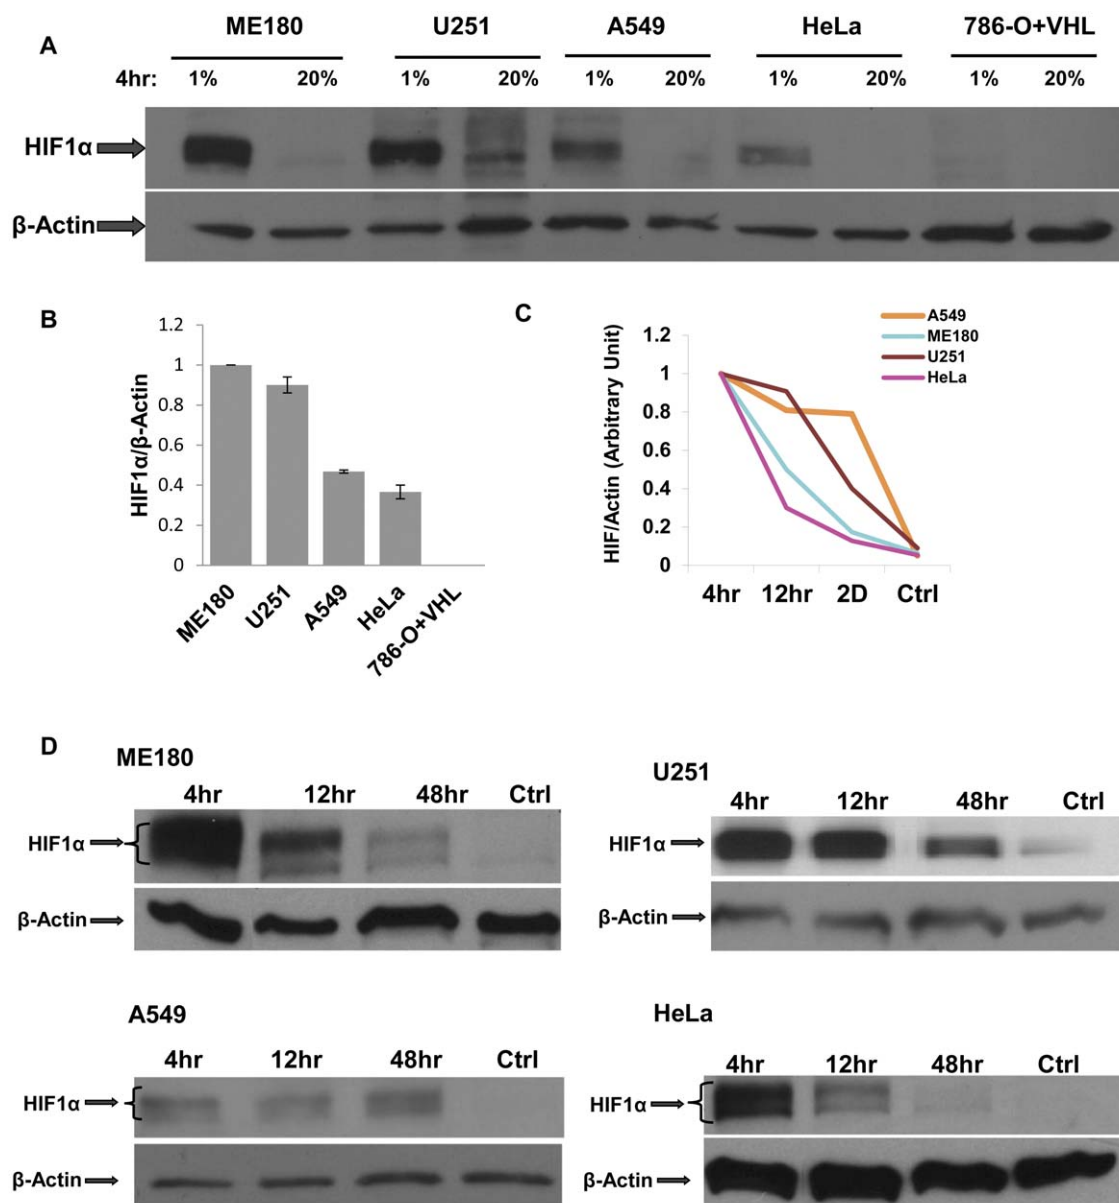 A
ME180 U251 A549 HeLa 786-O+VHL
4hr: 1% 20% 1% 20% 1% 20% 1% 20% 1% 20%
HIF1α
β-Actin
B
HIF1α/β-Actin
1.2
1
0.8
0.6
0.4
0.2
0
ME180 U251 A549 HeLa 786-O+VHL
C
HIF/Actin (Arbitrary Unit)
1.2
1
0.8
0.6
0.4
0.2
0
4hr 12hr 2D Ctrl
A549
ME180
U251
HeLa
D
ME180
4hr 12hr 48hr Ctrl
HIF1α
β-Actin
U251
4hr 12hr 48hr Ctrl
HIF1α
β-Actin
A549
4hr 12hr 48hr Ctrl
HIF1α
β-Actin
HeLa
4hr 12hr 48hr Ctrl
HIF1α
β-Actin